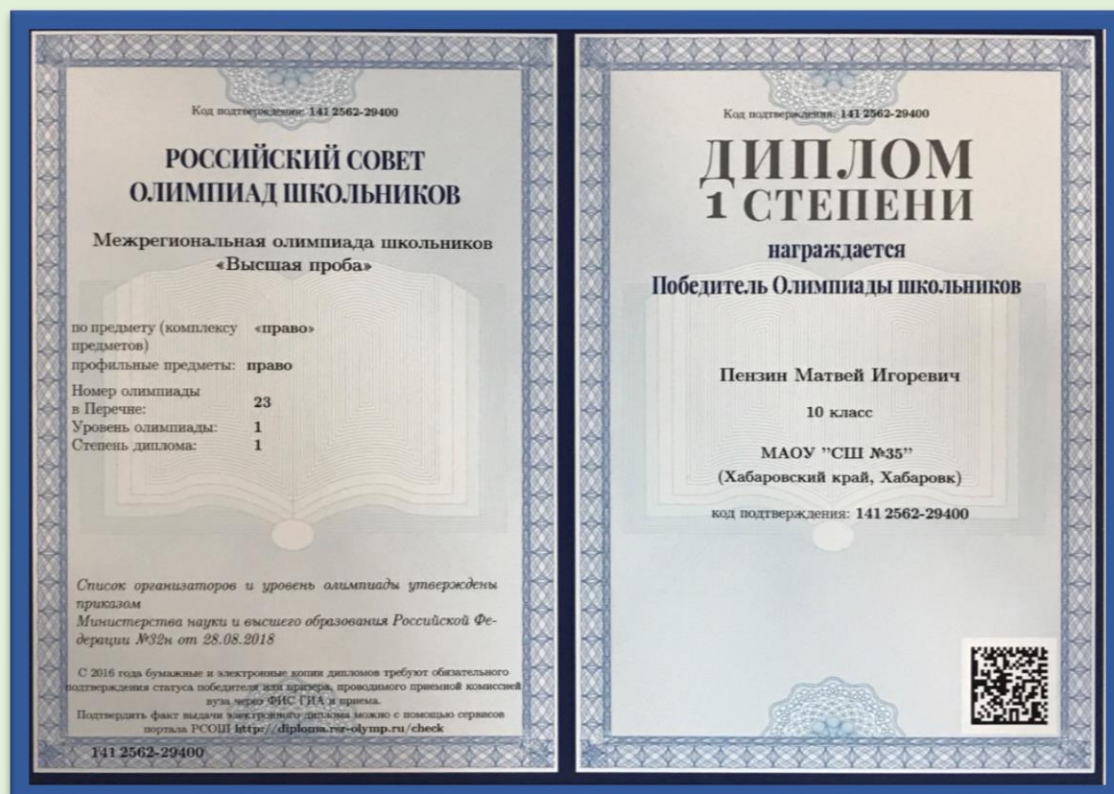 Код подтверждения: 141 2562-29400
РОССИЙСКИЙ СОВЕТ
ОЛИМПИАД ШКОЛЬНИКОВ
Межрегиональная олимпиада школьников
«Высшая проба»
по предмету (комплексу предметов) «право»
профильные предметы: право
Номер олимпиады
в Перечне: 23
Уровень олимпиады: 1
Степень диплома: 1
Список организаторов и уровень олимпиады утверждены
приказом
Министерства науки и высшего образования Российской Фе-
дерации №32н от 28.08.2018
С 2016 года бумажные и электронные копии дипломов требуют обязательного
подтверждения статуса победителя или призера, проводимого приемной комиссией
вуза через ФИС ГИА и приема.
Подтвердить факт выдачи электронного диплома можно с помощью сервисов
портала РСОШ http://diploma.rsr-olymp.ru/check
141 2562-29400
Код подтверждения: 141 2562-29400
ДИПЛОМ
1 СТЕПЕНИ
награждается
Победитель Олимпиады школьников
Пензин Матвей Игоревич
10 класс
МАОУ "СШ №35"
(Хабаровский край, Хабаровк)
код подтверждения: 141 2562-29400